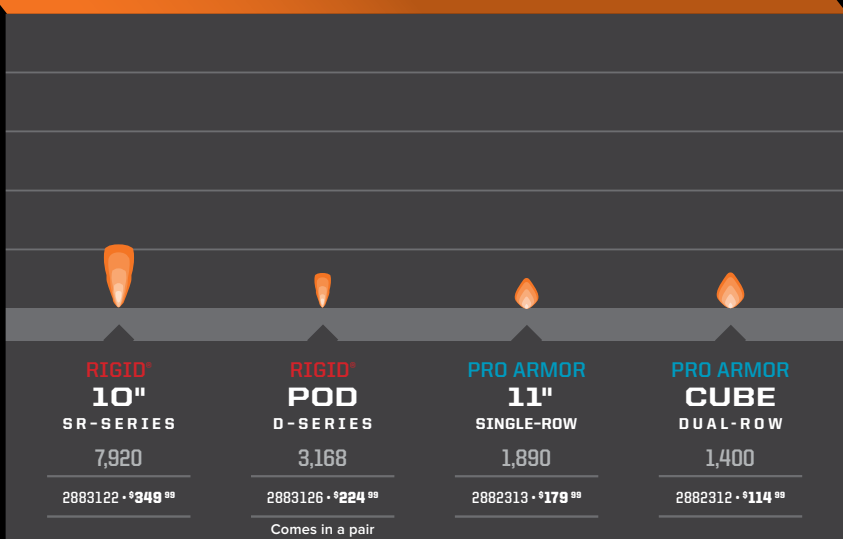 RIGID®
10"
SR-SERIES
7,920
2883122 • $349 99
RIGID®
POD
D-SERIES
3,168
2883126 • $224 99
Comes in a pair
PRO ARMOR
11"
SINGLE-ROW
1,890
2882313 • $179 99
PRO ARMOR
CUBE
DUAL-ROW
1,400
2882312 • $114 99